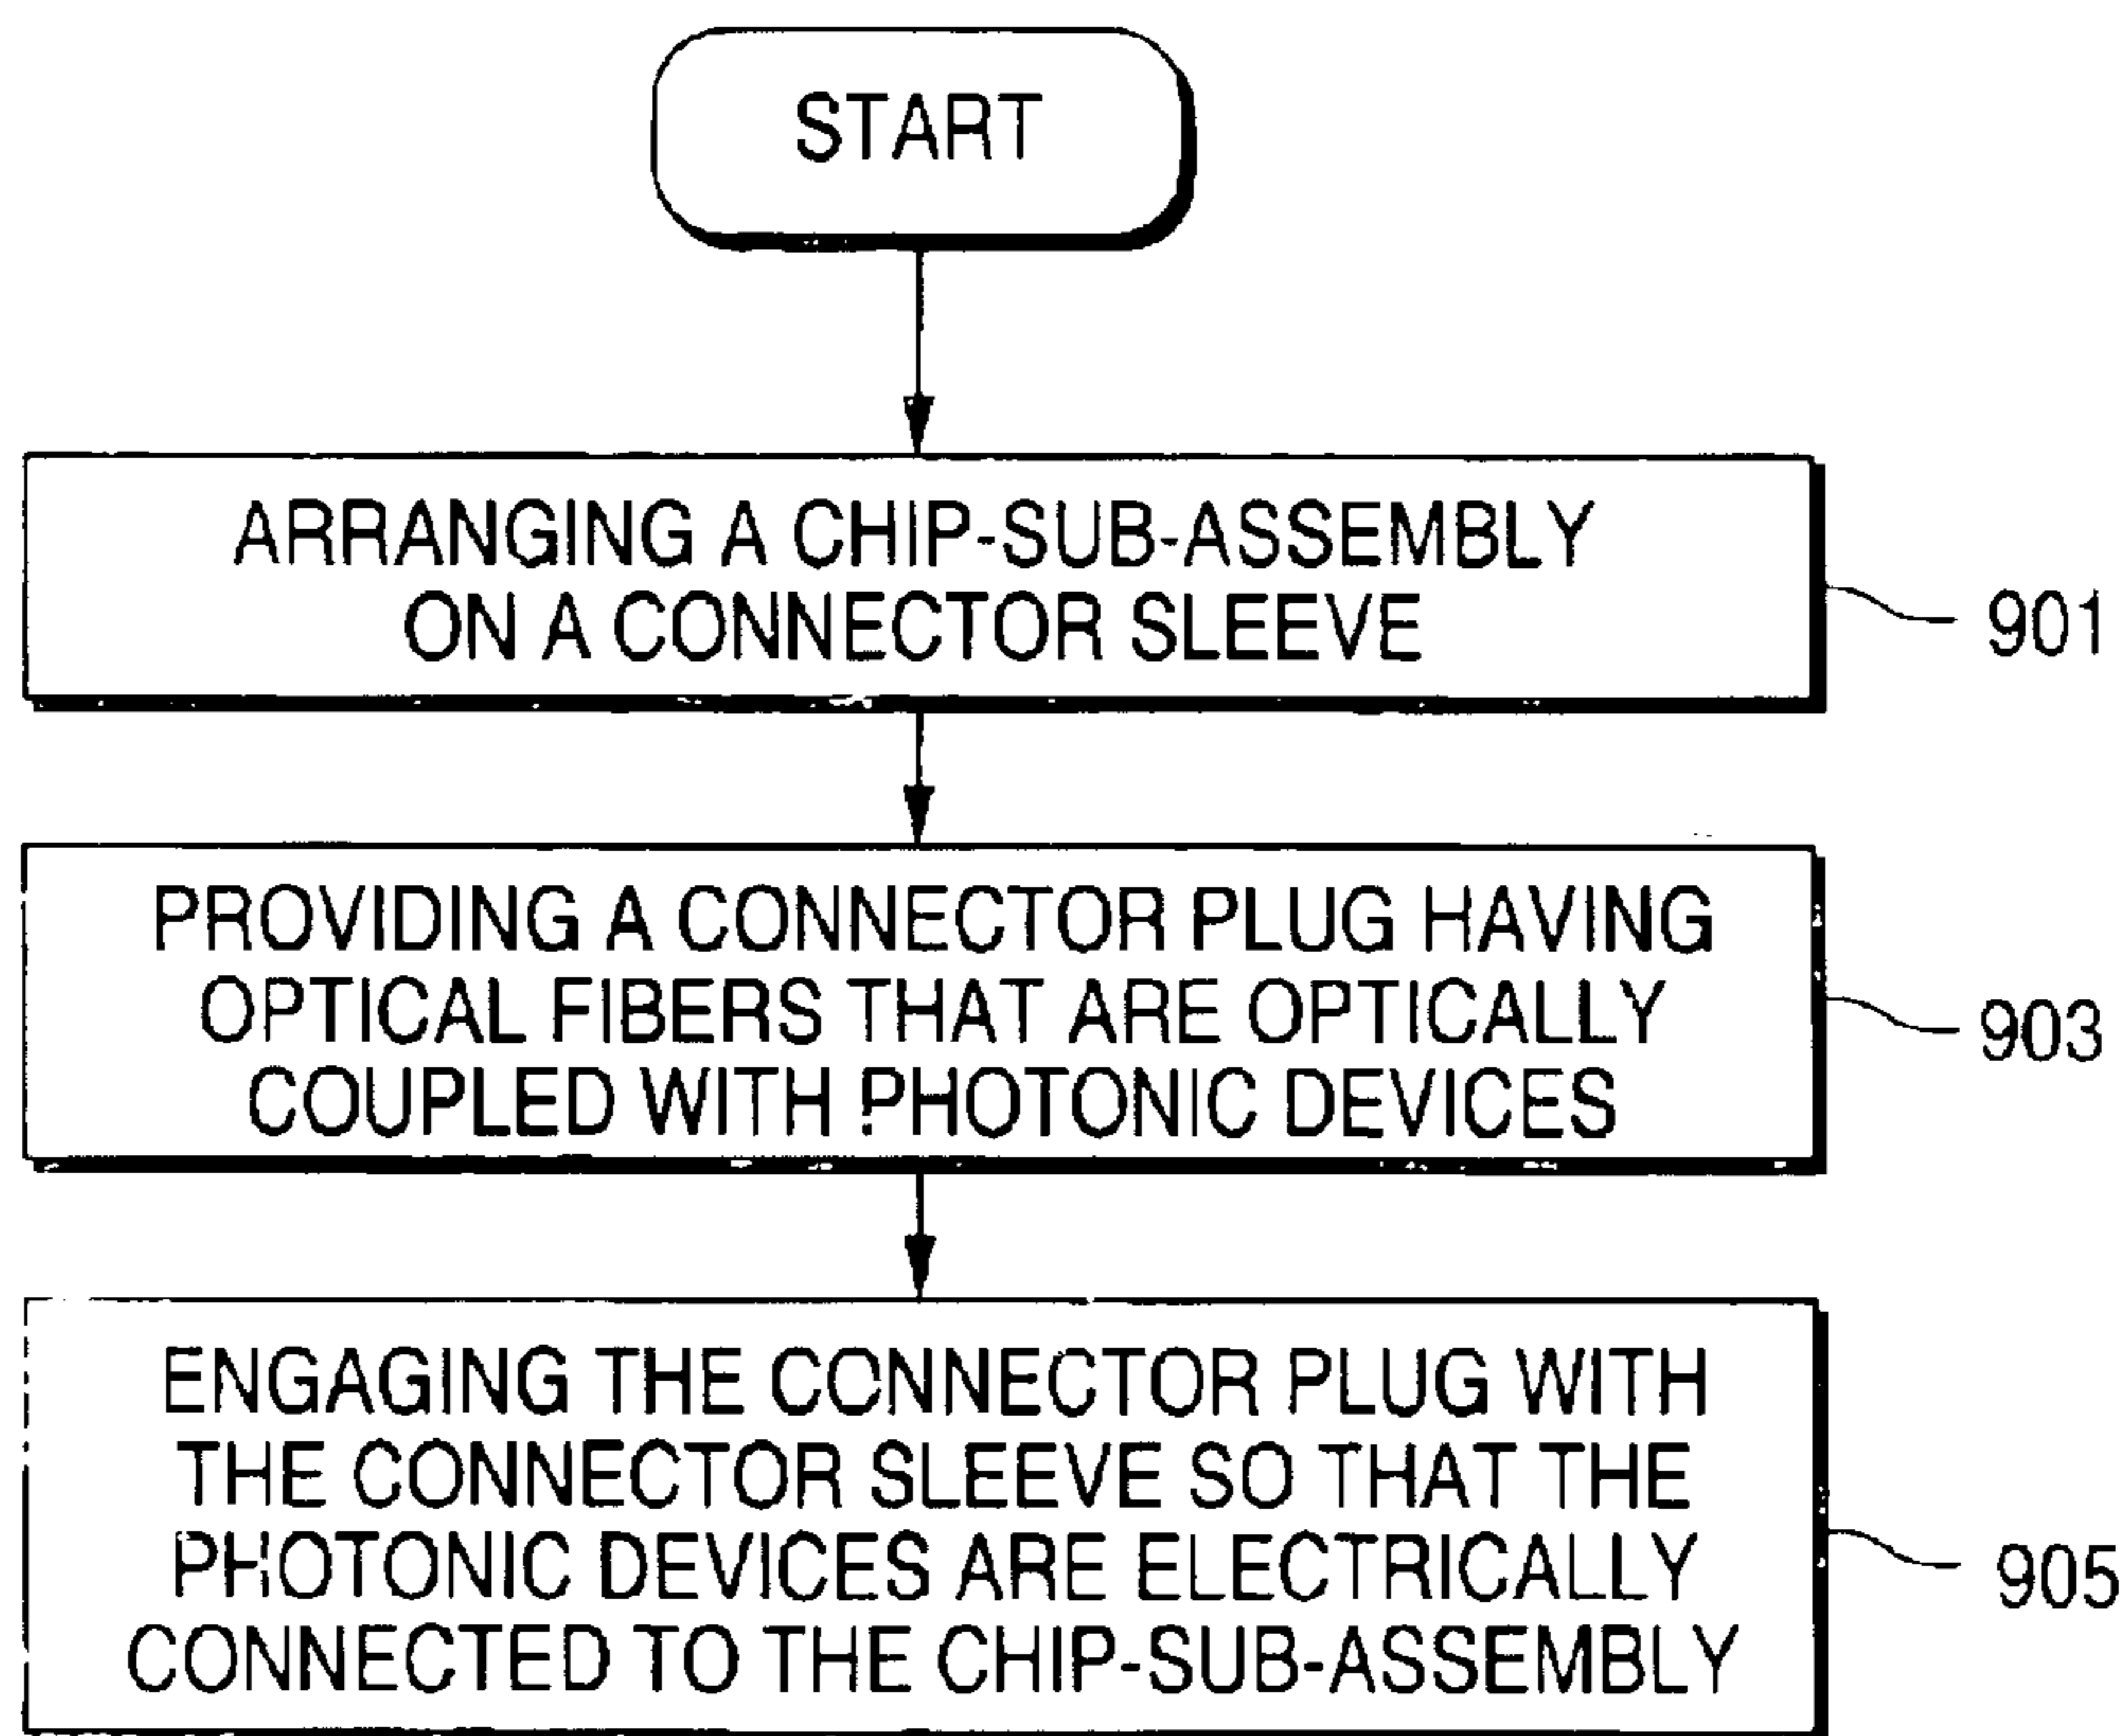 START
ARRANGING A CHIP-SUB-ASSEMBLY
ON A CONNECTOR SLEEVE
901
PROVIDING A CONNECTOR PLUG HAVING
OPTICAL FIBERS THAT ARE OPTICALLY
COUPLED WITH PHOTONIC DEVICES
903
ENGAGING THE CONNECTOR PLUG WITH
THE CONNECTOR SLEEVE SO THAT THE
PHOTONIC DEVICES ARE ELECTRICALLY
CONNECTED TO THE CHIP-SUB-ASSEMBLY
905